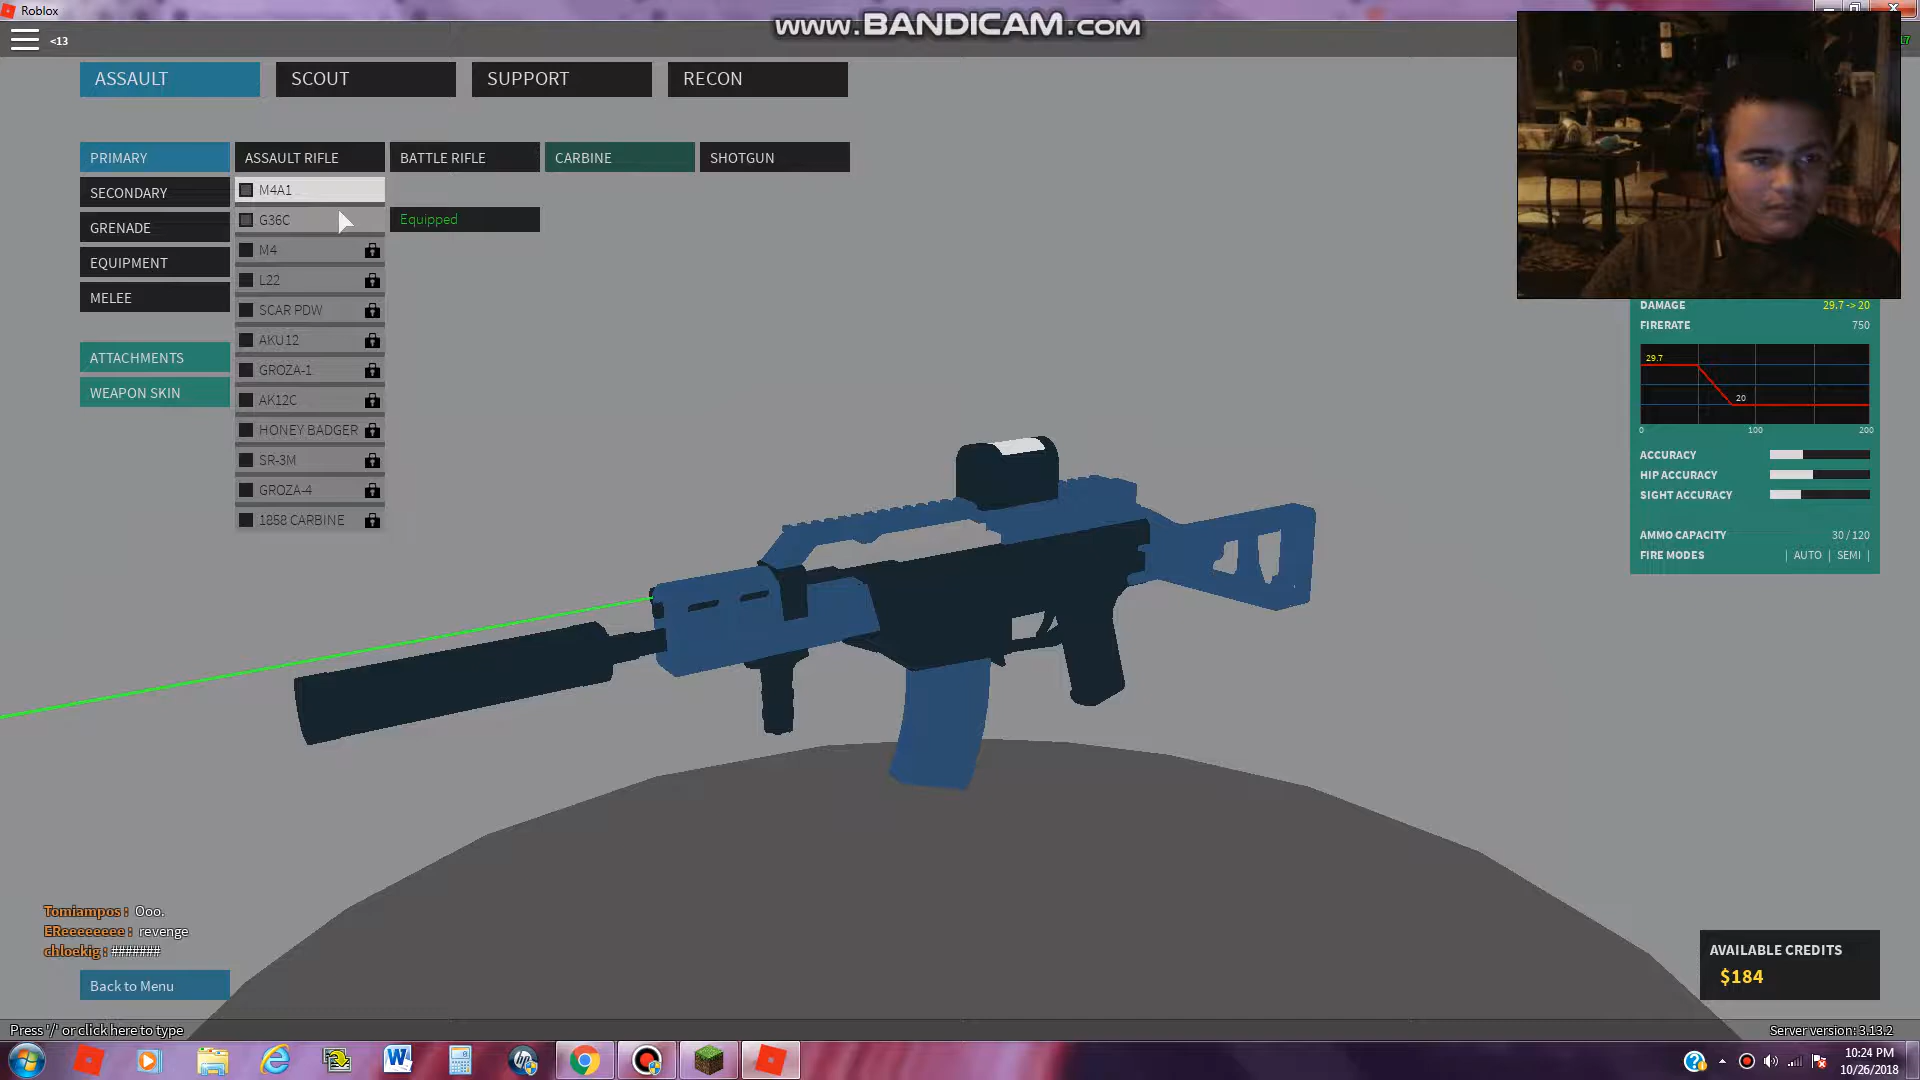 Roblox
www.BANDICAM.com
<13
ASSAULT
SCOUT
SUPPORT
RECON
PRIMARY
ASSAULT RIFLE
BATTLE RIFLE
CARBINE
SHOTGUN
SECONDARY
GRENADE
EQUIPMENT
MELEE
ATTACHMENTS
WEAPON SKIN
M4A1
G36C
Equipped
M4
L22
SCAR PDW
AKU12
GROZA-1
AK12C
HONEY BADGER
SR-3M
GROZA-4
1858 CARBINE
DAMAGE 29.7 -> 20
FIRERATE 750
29.7
20
0 100 200
ACCURACY
HIP ACCURACY
SIGHT ACCURACY
AMMO CAPACITY 30 / 120
FIRE MODES | AUTO | SEMI |
Tomiampos : Ooo.
EReeeeeeee : revenge
chloekig : #######
Back to Menu
AVAILABLE CREDITS
$184
Press '/' or click here to type
Server version: 3.13.2
10:24 PM
10/26/2018